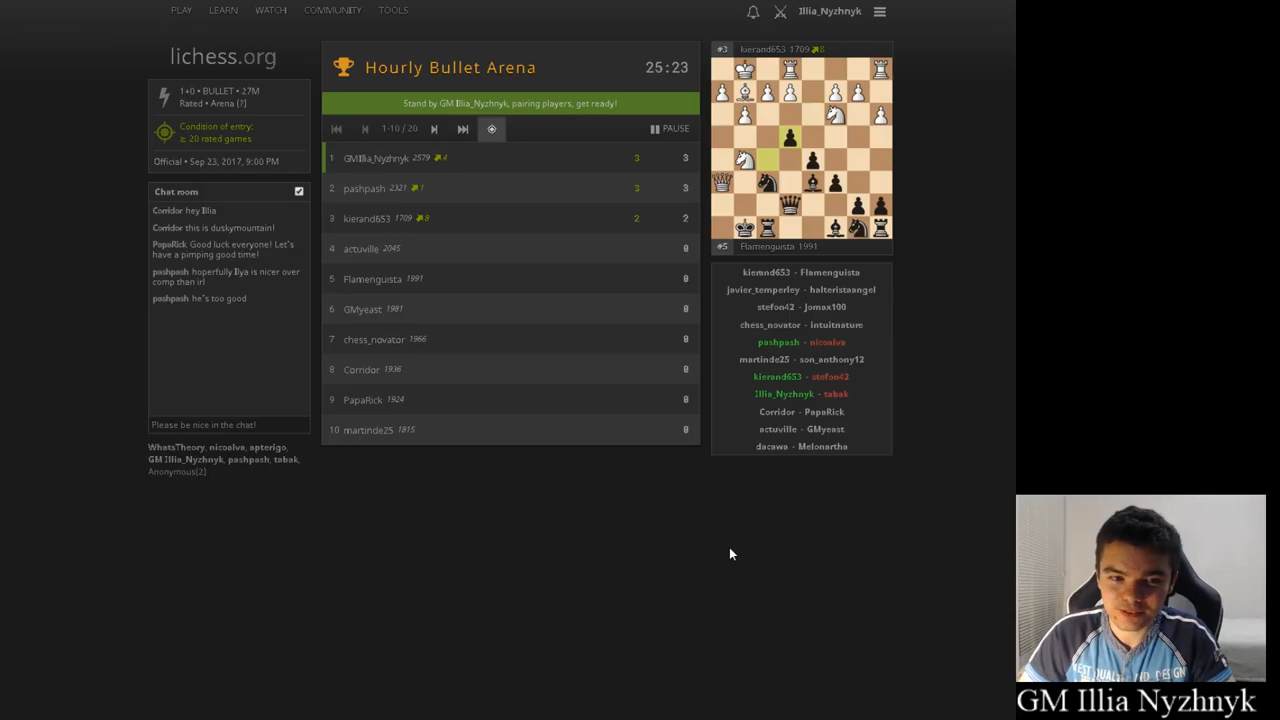 PLAY LEARN WATCH COMMUNITY TOOLS Illia_Nyzhnyk
lichess.org
1+0 • BULLET • 27M
Rated • Arena [?]
Condition of entry:
≥ 20 rated games
Official • Sep 23, 2017, 9:00 PM
Chat room
Corridor hey Illia
Corridor this is duskymountain!
PapaRick Good luck everyone! Let's
have a pimping good time!
pashpash hopefully Ilya is nicer over
comp than irl
pashpash he's too good
Please be nice in the chat!
WhatsTheory, nicoalva, apterigo,
GM Illia_Nyzhnyk, pashpash, tabak,
Anonymous(2)
Hourly Bullet Arena 25:23
Stand by GM Illia_Nyzhnyk, pairing players, get ready!
1-10 / 20 PAUSE
1 GM Illia_Nyzhnyk 2579 4 3 3
2 pashpash 2321 1 3 3
3 kierand653 1709 8 2 2
4 actuville 2045 0
5 Flamenguista 1991 0
6 GMyeast 1981 0
7 chess_novator 1966 0
8 Corridor 1936 0
9 PapaRick 1924 0
10 martinde25 1815 0
#3 kierand653 1709 8
#5 Flamenguista 1991
kierand653 - Flamenguista
javier_temperley - halteristaangel
stefon42 - Jomax100
chess_novator - intuitnature
pashpash - nicoalva
martinde25 - son_anthony12
kierand653 - stefon42
Illia_Nyzhnyk - tabak
Corridor - PapaRick
actuville - GMyeast
dacawa - Melonartha
GM Illia Nyzhnyk